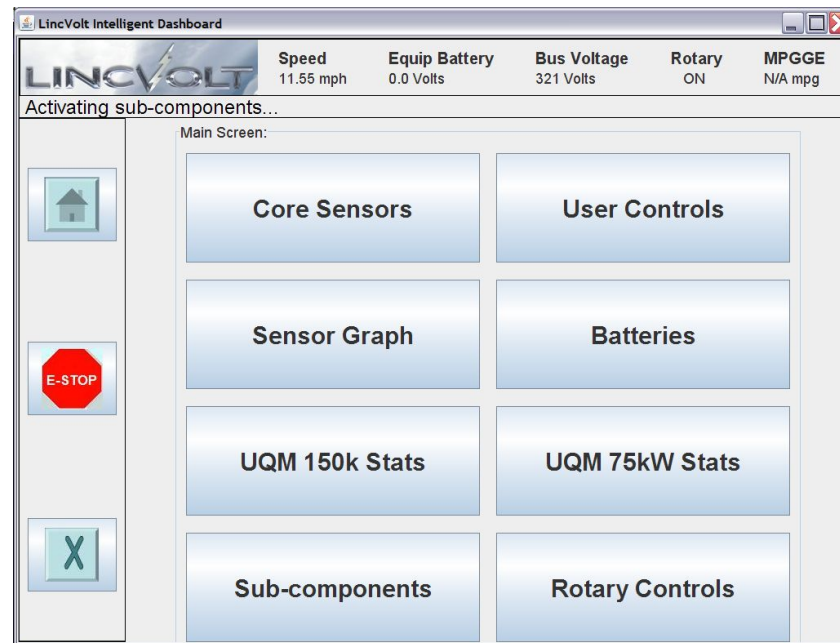 LincVolt Intelligent Dashboard
LINCVOLT
Speed Equip Battery Bus Voltage Rotary MPGGE
11.55 mph 0.0 Volts 321 Volts ON N/A mpg
Activating sub-components...
Main Screen:
Core Sensors User Controls
Sensor Graph Batteries
E-STOP
UQM 150k Stats UQM 75kW Stats
X
Sub-components Rotary Controls